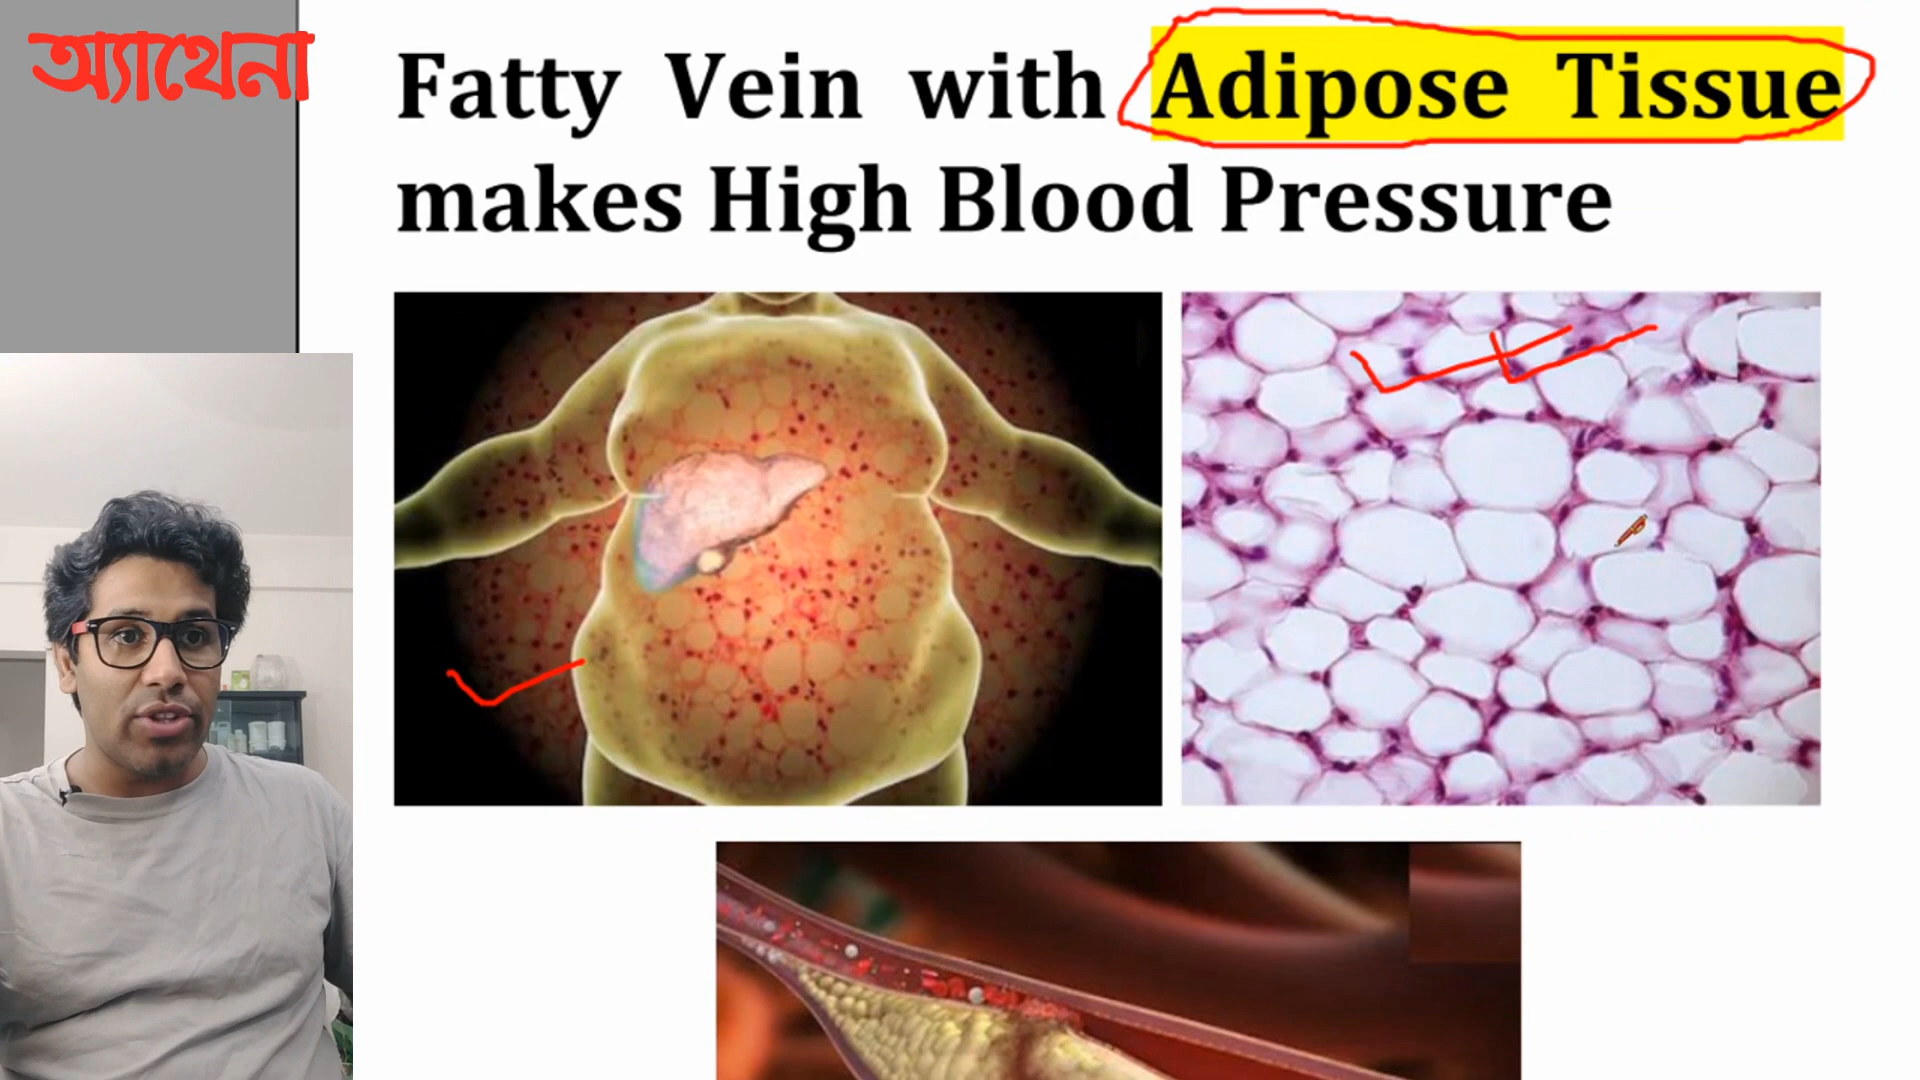 অ্যাথেনা
Fatty Vein with Adipose Tissue
makes High Blood Pressure